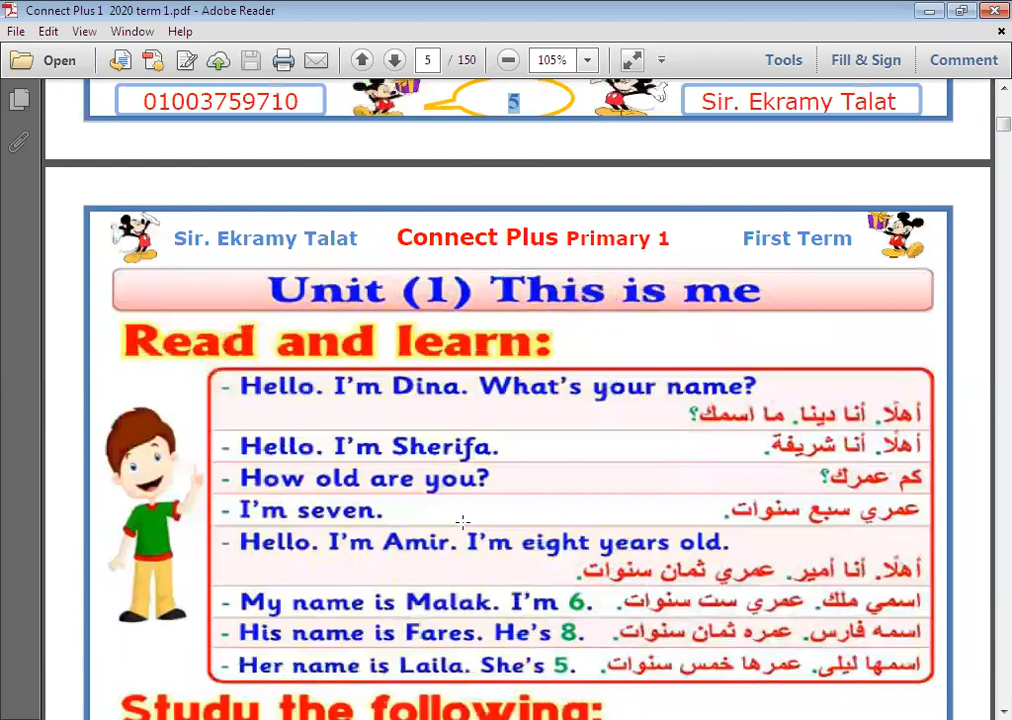 Connect Plus 1 2020 term 1.pdf - Adobe Reader
File Edit View Window Help
Open 5 / 150 105% Tools Fill & Sign Comment
01003759710 5 Sir. Ekramy Talat
Sir. Ekramy Talat Connect Plus Primary 1 First Term
Unit (1) This is me
Read and learn:
- Hello. I'm Dina. What's your name?
أهلًا. أنا دينا. ما اسمك؟
- Hello. I'm Sherifa. أهلًا. أنا شريفة.
- How old are you? كم عمرك؟
- I'm seven. عمري سبع سنوات.
- Hello. I'm Amir. I'm eight years old.
أهلًا. أنا أمير. عمري ثمان سنوات.
- My name is Malak. I'm 6. اسمي ملك. عمري ست سنوات.
- His name is Fares. He's 8. اسمه فارس. عمره ثمان سنوات.
- Her name is Laila. She's 5. اسمها ليلى. عمرها خمس سنوات.
Study the following: